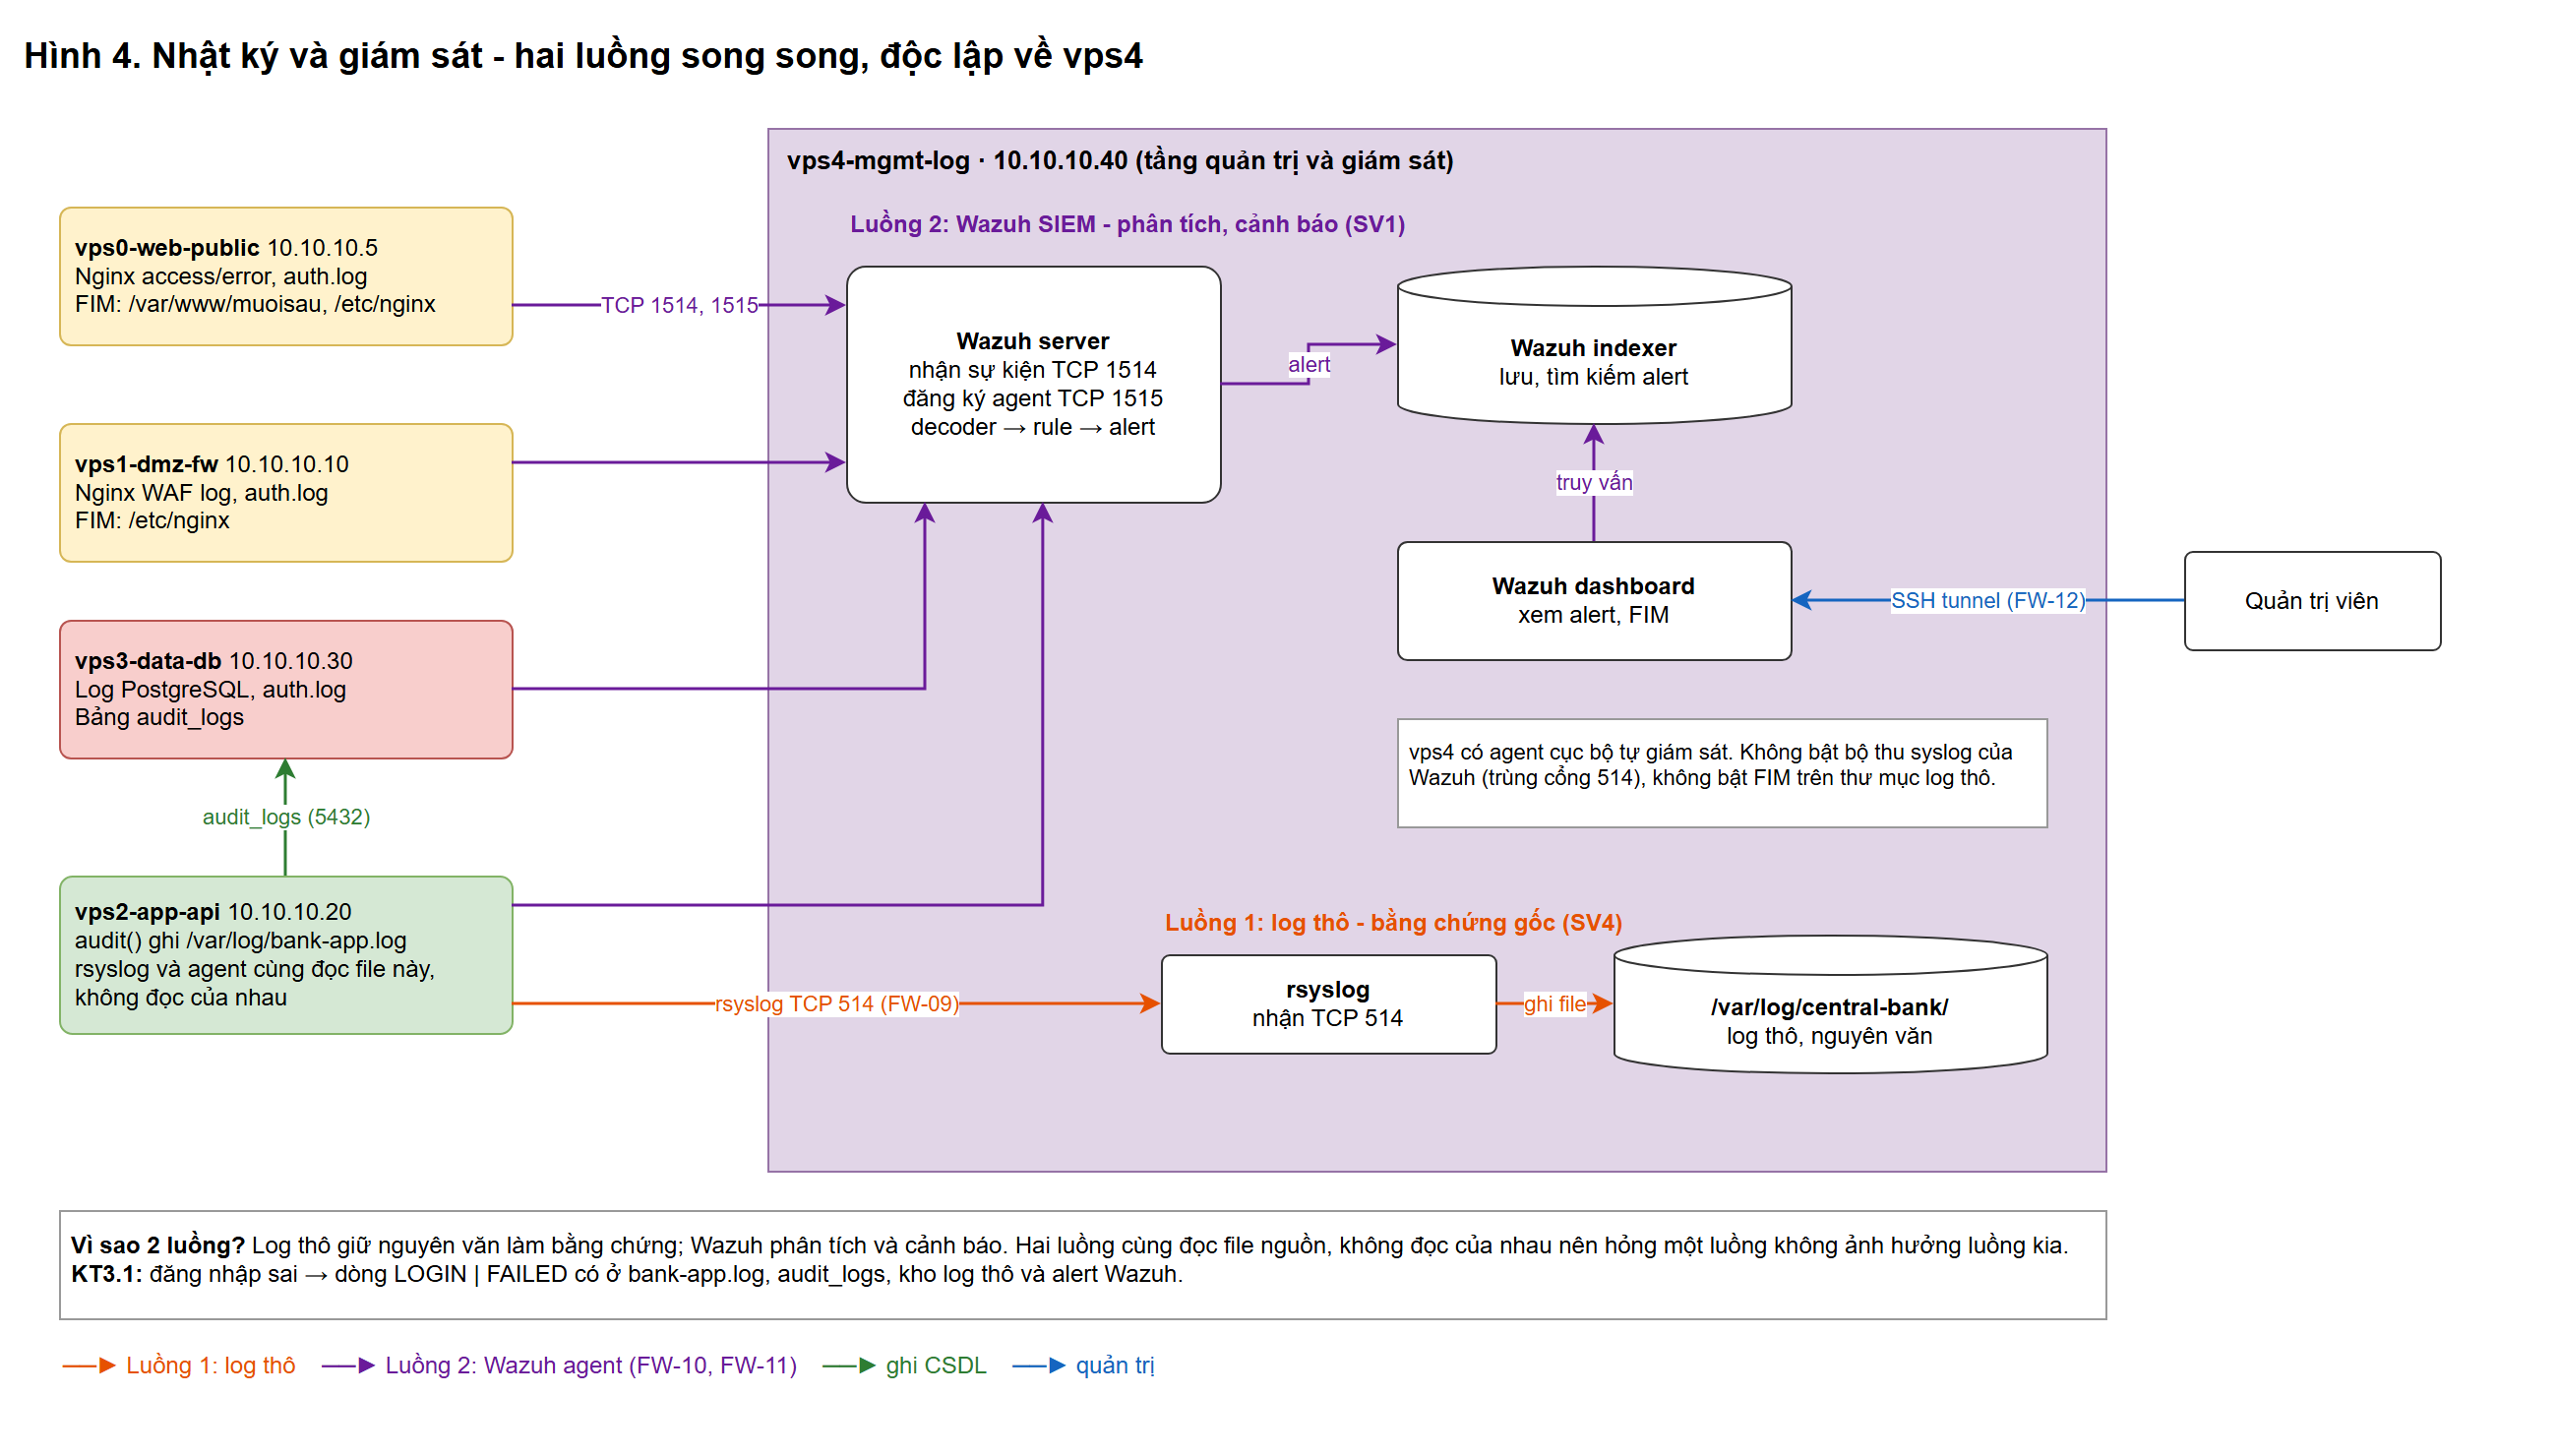 Hình 4. Nhật ký và giám sát - hai luồng song song, độc lập về vps4
vps4-mgmt-log · 10.10.10.40 (tầng quản trị và giám sát)
Luồng 2: Wazuh SIEM - phân tích, cảnh báo (SV1)
vps0-web-public 10.10.10.5
Nginx access/error, auth.log
FIM: /var/www/muoisau, /etc/nginx
TCP 1514, 1515
Wazuh server
nhận sự kiện TCP 1514
đăng ký agent TCP 1515
decoder → rule → alert
alert
Wazuh indexer
lưu, tìm kiếm alert
vps1-dmz-fw 10.10.10.10
Nginx WAF log, auth.log
FIM: /etc/nginx
truy vấn
Wazuh dashboard
xem alert, FIM
SSH tunnel (FW-12)
Quản trị viên
vps3-data-db 10.10.10.30
Log PostgreSQL, auth.log
Bảng audit_logs
vps4 có agent cục bộ tự giám sát. Không bật bộ thu syslog của
Wazuh (trùng cổng 514), không bật FIM trên thư mục log thô.
audit_logs (5432)
vps2-app-api 10.10.10.20
audit() ghi /var/log/bank-app.log
rsyslog và agent cùng đọc file này,
không đọc của nhau
Luồng 1: log thô - bằng chứng gốc (SV4)
rsyslog TCP 514 (FW-09)
rsyslog
nhận TCP 514
ghi file
/var/log/central-bank/
log thô, nguyên văn
Vì sao 2 luồng? Log thô giữ nguyên văn làm bằng chứng; Wazuh phân tích và cảnh báo. Hai luồng cùng đọc file nguồn, không đọc của nhau nên hỏng một luồng không ảnh hưởng luồng kia.
KT3.1: đăng nhập sai → dòng LOGIN | FAILED có ở bank-app.log, audit_logs, kho log thô và alert Wazuh.
Luồng 1: log thô
Luồng 2: Wazuh agent (FW-10, FW-11)
ghi CSDL
quản trị